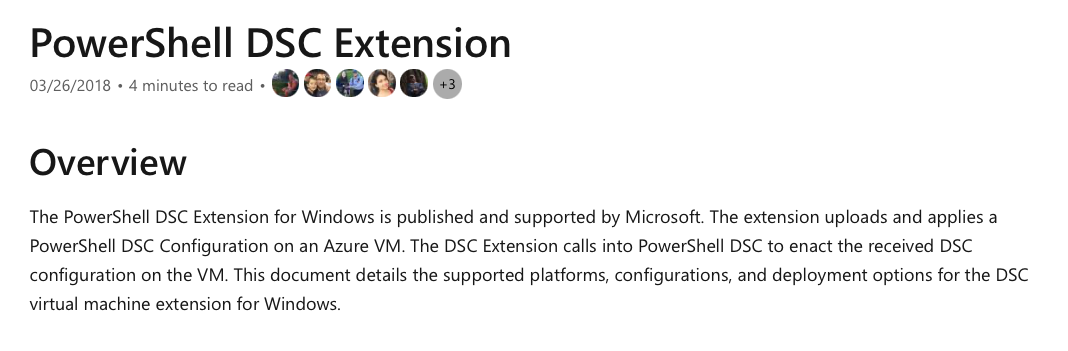 PowerShell DSC Extension
03/26/2018 • 4 minutes to read • +3
Overview
The PowerShell DSC Extension for Windows is published and supported by Microsoft. The extension uploads and applies a
PowerShell DSC Configuration on an Azure VM. The DSC Extension calls into PowerShell DSC to enact the received DSC
configuration on the VM. This document details the supported platforms, configurations, and deployment options for the DSC
virtual machine extension for Windows.